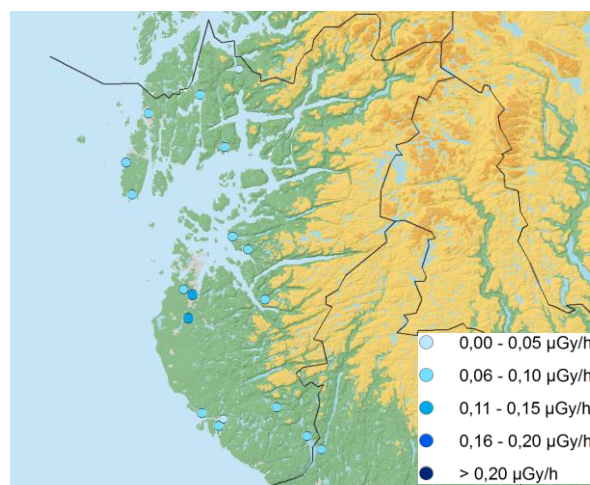 0,00 - 0,05 µGy/h
0,06 - 0,10 µGy/h
0,11 - 0,15 µGy/h
0,16 - 0,20 µGy/h
> 0,20 µGy/h